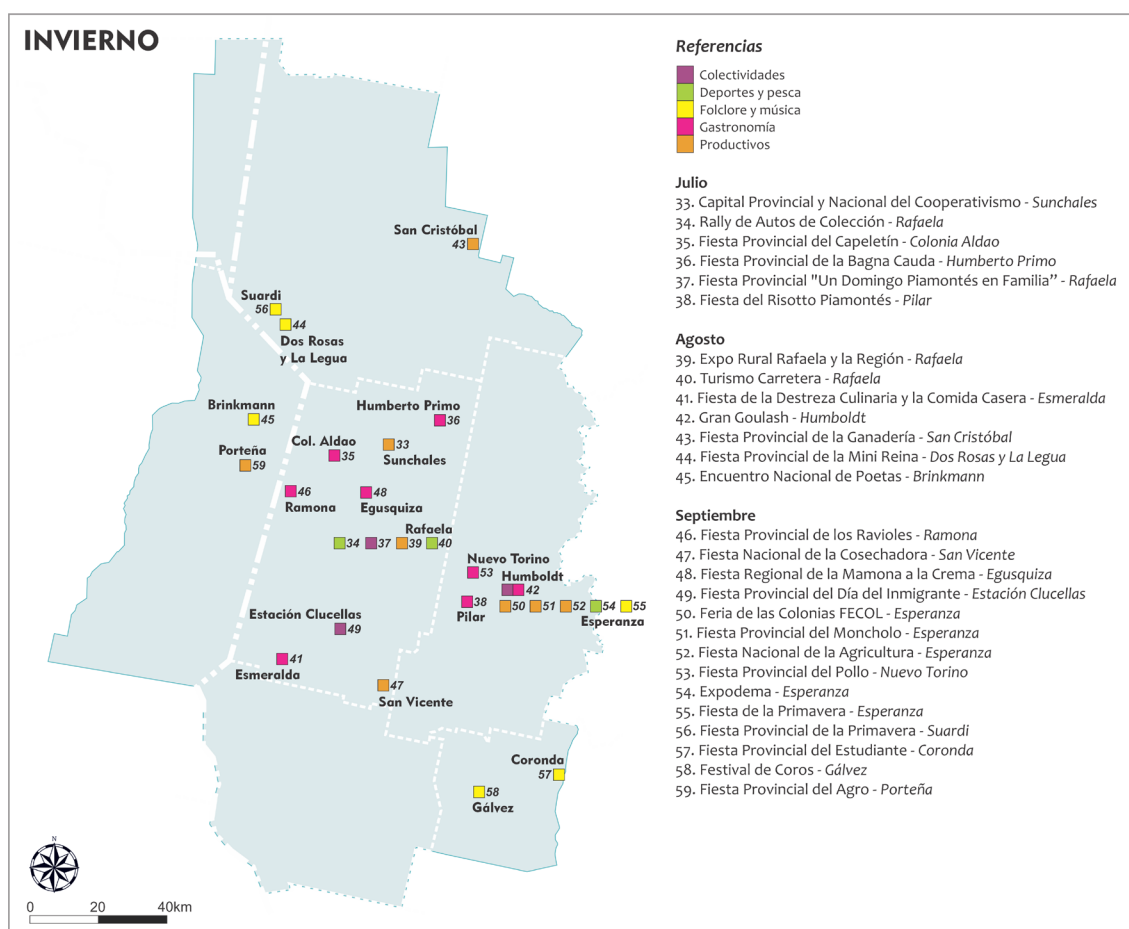 INVIERNO
San Cristóbal
43
Suardi
56
44
Dos Rosas
y La Legua
Brinkmann
45
Humberto Primo
36
Col. Aldao
35
33
Sunchales
Porteña
59
46
Ramona
48
Egusquiza
Rafaela
34
37
39
40
Nuevo Torino
53
Humboldt
42
38
Pilar
50
51
52
54
55
Esperanza
Estación Clucellas
49
41
Esmeralda
47
San Vicente
Coronda
57
58
Gálvez
N
0 20 40km
Referencias
Colectividades
Deportes y pesca
Folclore y música
Gastronomía
Productivos
Julio
33. Capital Provincial y Nacional del Cooperativismo - Sunchales
34. Rally de Autos de Colección - Rafaela
35. Fiesta Provincial del Capeletín - Colonia Aldao
36. Fiesta Provincial de la Bagna Cauda - Humberto Primo
37. Fiesta Provincial "Un Domingo Piamontés en Familia” - Rafaela
38. Fiesta del Risotto Piamontés - Pilar
Agosto
39. Expo Rural Rafaela y la Región - Rafaela
40. Turismo Carretera - Rafaela
41. Fiesta de la Destreza Culinaria y la Comida Casera - Esmeralda
42. Gran Goulash - Humboldt
43. Fiesta Provincial de la Ganadería - San Cristóbal
44. Fiesta Provincial de la Mini Reina - Dos Rosas y La Legua
45. Encuentro Nacional de Poetas - Brinkmann
Septiembre
46. Fiesta Provincial de los Ravioles - Ramona
47. Fiesta Nacional de la Cosechadora - San Vicente
48. Fiesta Regional de la Mamona a la Crema - Egusquiza
49. Fiesta Provincial del Día del Inmigrante - Estación Clucellas
50. Feria de las Colonias FECOL - Esperanza
51. Fiesta Provincial del Moncholo - Esperanza
52. Fiesta Nacional de la Agricultura - Esperanza
53. Fiesta Provincial del Pollo - Nuevo Torino
54. Expodema - Esperanza
55. Fiesta de la Primavera - Esperanza
56. Fiesta Provincial de la Primavera - Suardi
57. Fiesta Provincial del Estudiante - Coronda
58. Festival de Coros - Gálvez
59. Fiesta Provincial del Agro - Porteña